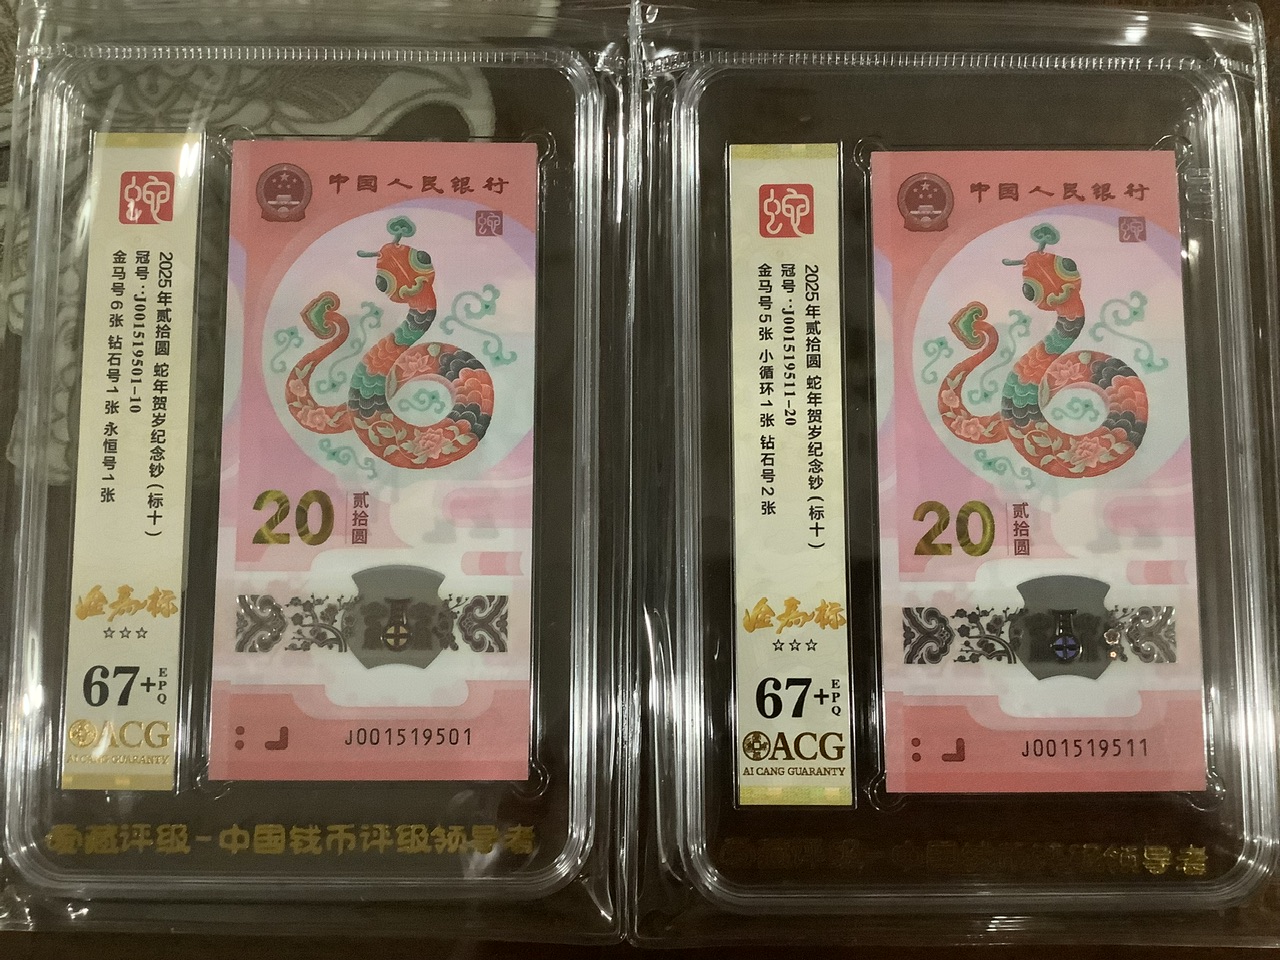 蛇
2025年贰拾圆 蛇年贺岁纪念钞（标十）
冠号：J001519501-10
金马号6张 钻石号1张 永恒号1张
☆☆☆
67+
EPQ
ACG
AI CANG GUARANTY
中国人民银行
蛇
20
贰拾圆
J001519501
爱藏评级-中国钱币评级领导者
蛇
2025年贰拾圆 蛇年贺岁纪念钞（标十）
冠号：J001519511-20
金马号5张 小循环1张 钻石号2张
☆☆☆
67+
EPQ
ACG
AI CANG GUARANTY
中国人民银行
蛇
20
贰拾圆
J001519511
领导者